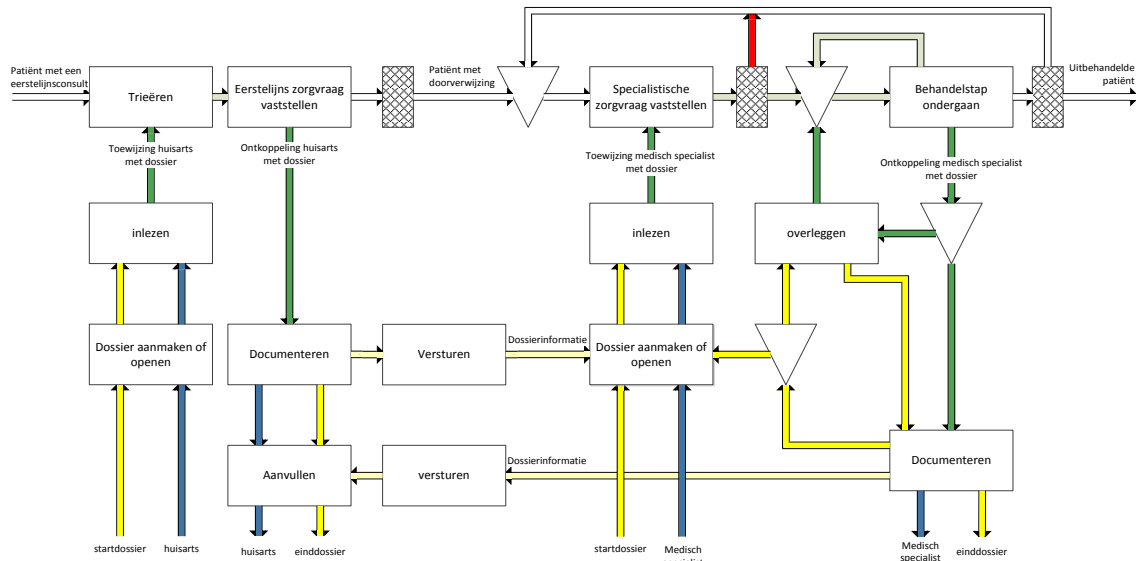 Patiënt met een
eerstelijnsconsult
Trieëren
Eerstelijns zorgvraag
vaststellen
Patiënt met
doorverwijzing
Specialistische
zorgvraag vaststellen
Behandelstap
ondergaan
Uitbehandelde
patiënt
Toewijzing huisarts
met dossier
Ontkoppeling huisarts
met dossier
Toewijzing medisch specialist
met dossier
Ontkoppeling medisch specialist
met dossier
inlezen
inlezen
overleggen
Dossier aanmaken of
openen
Documenteren
Versturen
Dossierinformatie
Dossier aanmaken of
openen
Aanvullen
versturen
Dossierinformatie
Documenteren
startdossier
huisarts
huisarts
einddossier
startdossier
Medisch
Medisch
specialist
einddossier